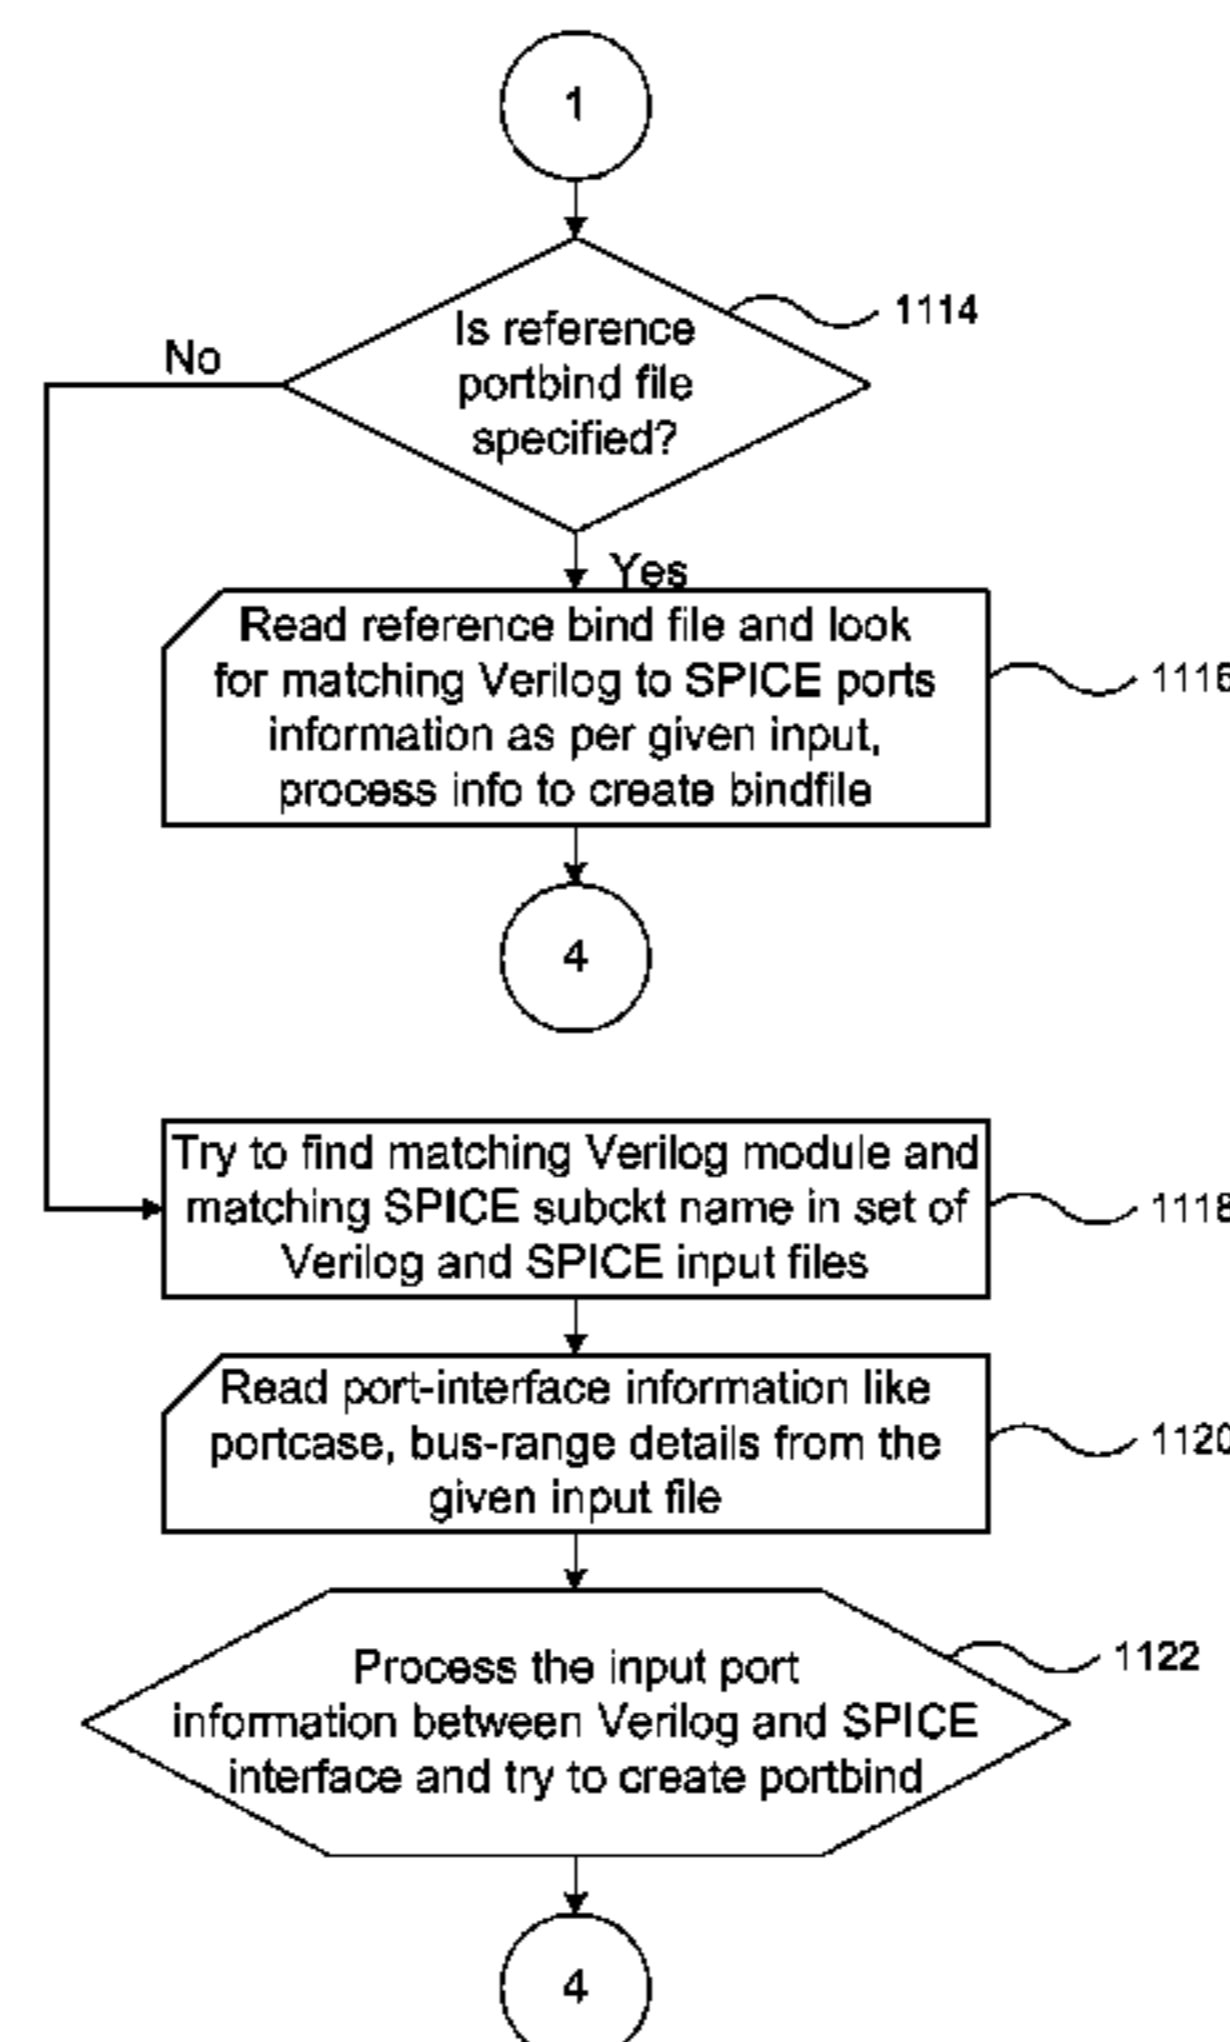 1
Is reference
1114
No
portbind file
specified?
Yes
Read reference bind file and look
for matching Verilog to SPICE ports
1116
information as per given input,
process info to create bindfile
4
Try to find matching Verilog module and
matching SPICE subckt name in set of
1118
Verilog and SPICE input files
Read port-interface information like
portcase, bus-range details from the
1120
given input file
Process the input port
1122
information between Verilog and SPICE
interface and try to create portbind
4